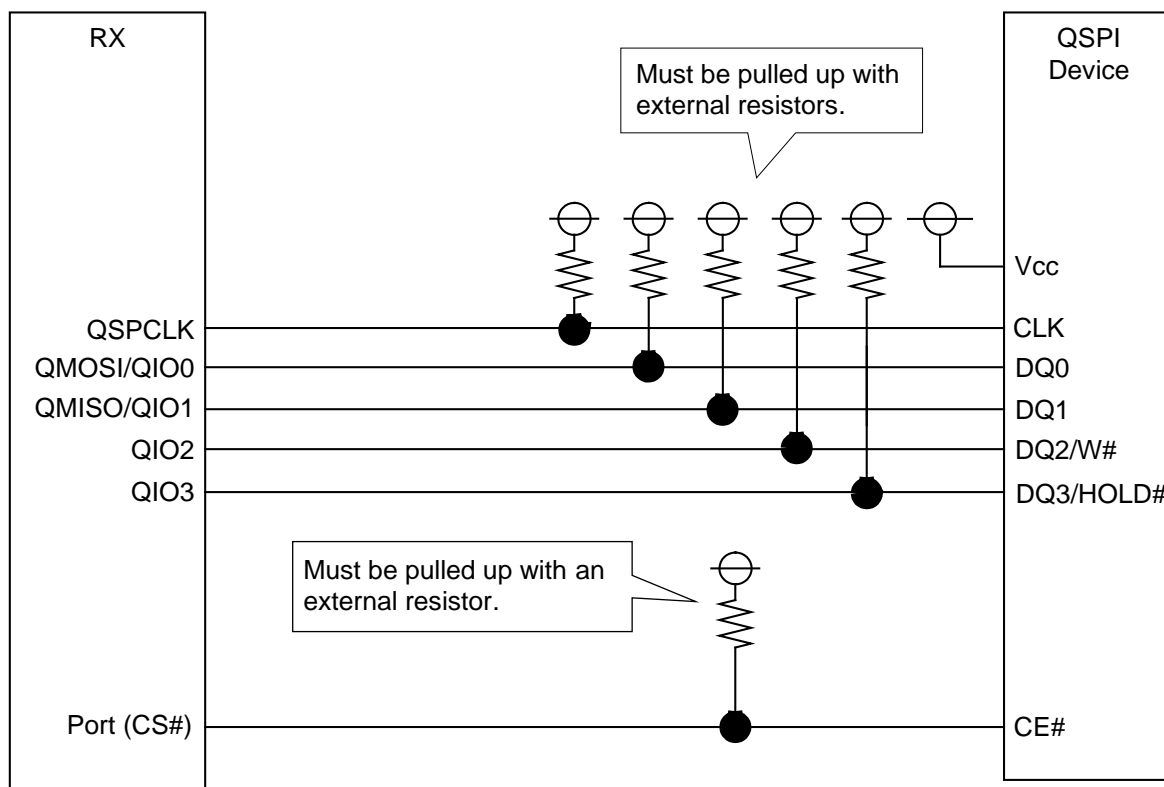 RX
QSPI
Device
Must be pulled up with
external resistors.
Vcc
QSPCLK
CLK
QMOSI/QIO0
DQ0
QMISO/QIO1
DQ1
QIO2
DQ2/W#
QIO3
DQ3/HOLD#
Must be pulled up with an
external resistor.
Port (CS#)
CE#